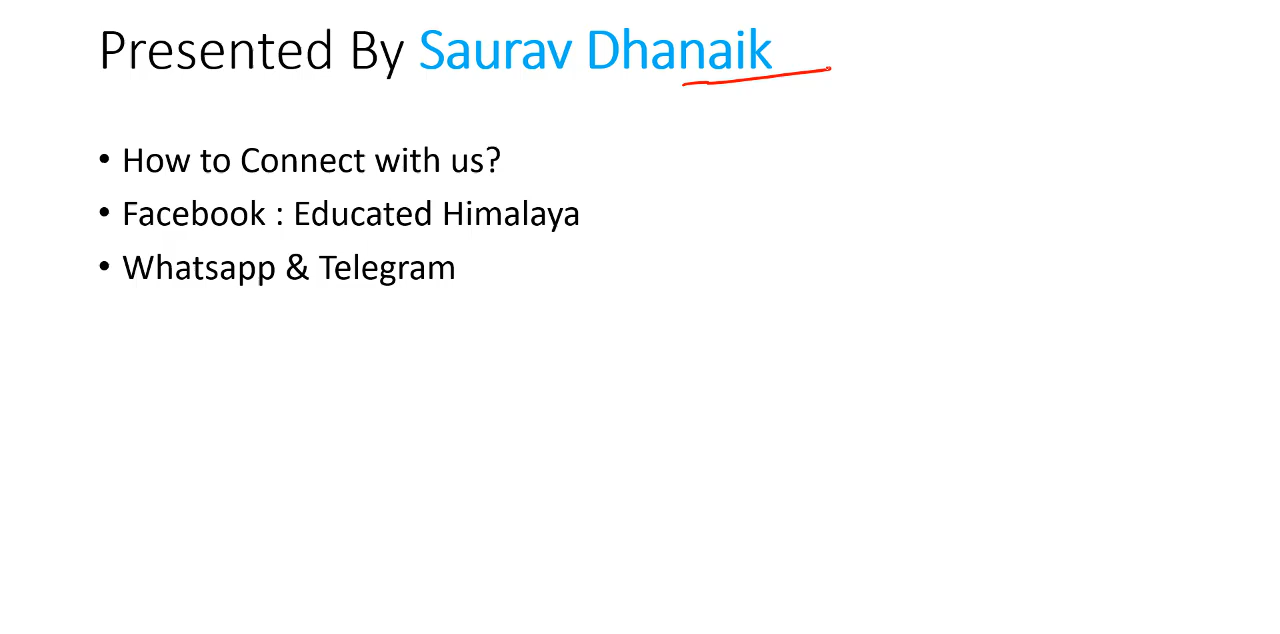 Presented By Saurav Dhanaik
• How to Connect with us?
• Facebook : Educated Himalaya
• Whatsapp & Telegram